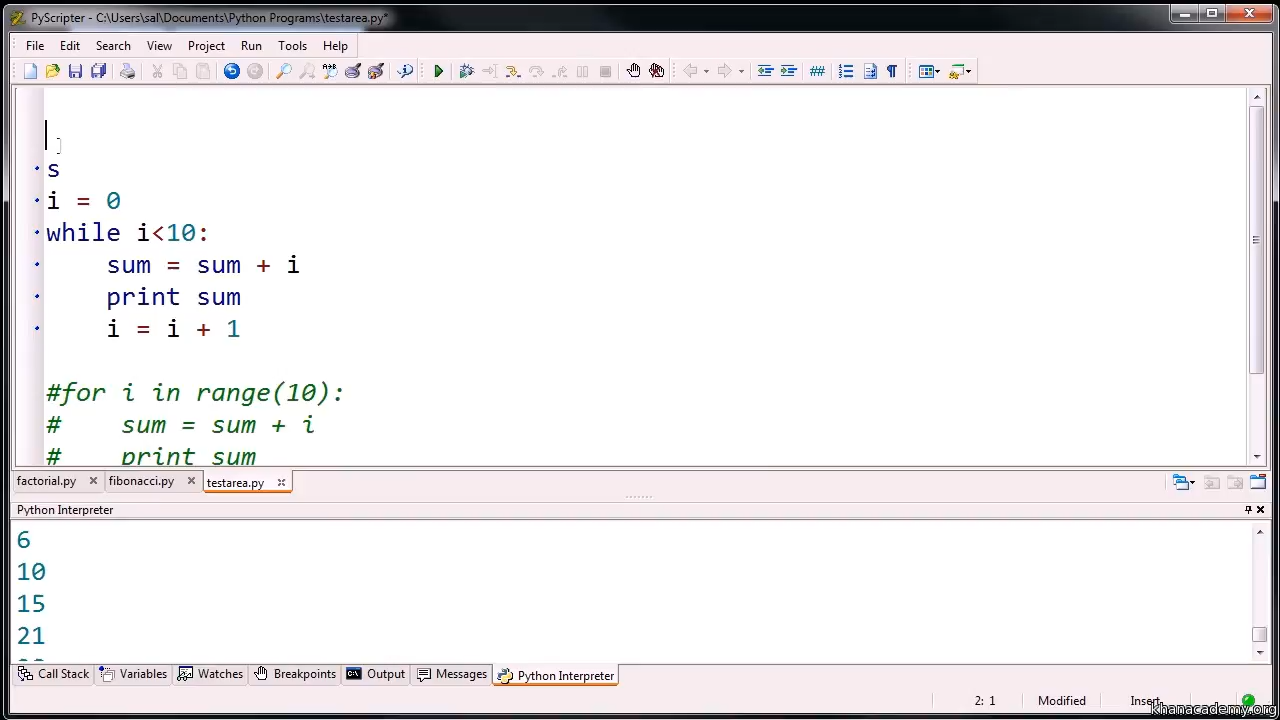 PyScripter - C:\Users\sal\Documents\Python Programs\testarea.py*
File Edit Search View Project Run Tools Help
s
i = 0
while i<10:
    sum = sum + i
    print sum
    i = i + 1
#for i in range(10):
#    sum = sum + i
#    print sum
factorial.py fibonacci.py testarea.py
Python Interpreter
6
10
15
21
Call Stack Variables Watches Breakpoints Output Messages Python Interpreter
2: 1 Modified Insert
khanacademy.org